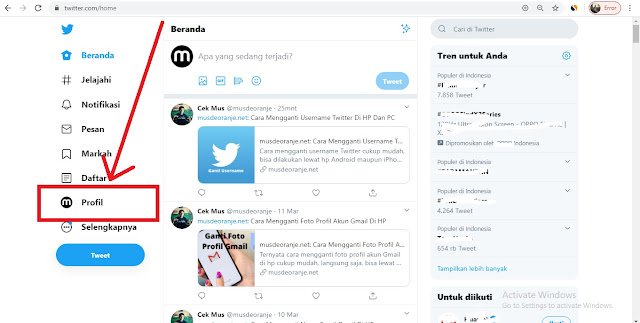 twitter.com/home
Error
Beranda
Jelajahi
Notifikasi
Pesan
Markah
Daftar
Profil
Selengkapnya
Tweet
Beranda
Apa yang sedang terjadi?
GIF
Tweet
Cek Mus @musdeoranje · 25mnt
musdeoranje.net: Cara Mengganti Username Twitter Di HP Dan PC
Ganti Username
musdeoranje.net: Cara Mengganti Username T...
Cara mengganti username twitter cukup mudah,
bisa dilakukan lewat hp Android maupun iPho...
musdeoranje.net
Cek Mus @musdeoranje · 11 Mar
musdeoranje.net: Cara Mengganti Foto Profil Akun Gmail Di HP
Ganti Foto
Profil Gmail
musdeoranje.net: Cara Mengganti Foto Profil A...
Ternyata cara mengganti foto profil akun Gmail
di hp cukup mudah, langsung saja, bisa lewat ...
musdeoranje.net
Cek Mus @musdeoranje · 10 Mar
Cari di Twitter
Tren untuk Anda
Populer di Indonesia
7.858 Tweet
Dipromosikan oleh
Indonesia
Populer di Indonesia
Populer di Indonesia
4.264 Tweet
Populer di Indonesia
654 rb Tweet
Tampilkan lebih banyak
Untuk diikuti
Activate Windows
Go to Settings to activate Windows.